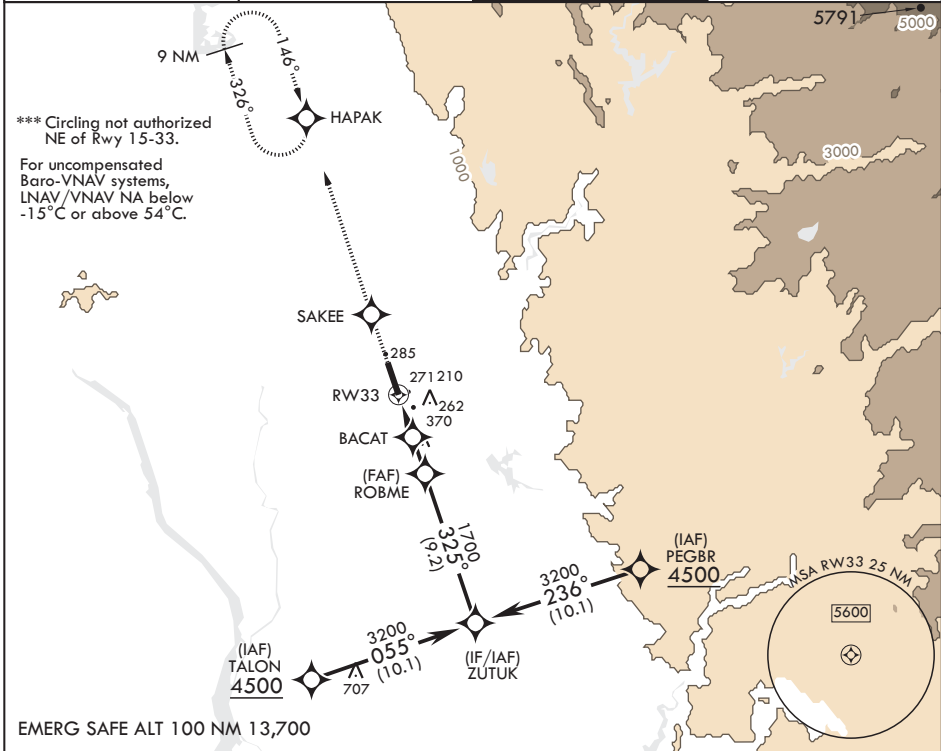 5791
5000
9 NM
146°
326°
HAPAK
*** Circling not authorized
NE of Rwy 15-33.
For uncompensated
Baro-VNAV systems,
LNAV/VNAV NA below
-15°C or above 54°C.
1000
3000
SAKEE
285
RW33
271
210
262
370
BACAT
(FAF)
ROBME
1700
325°
(9.2)
(IAF)
PEGBR
4500
3200
236°
(10.1)
MSA RW33 25 NM
5600
(IAF)
TALON
4500
3200
055°
(10.1)
707
(IF/IAF)
ZUTUK
EMERG SAFE ALT 100 NM 13,700